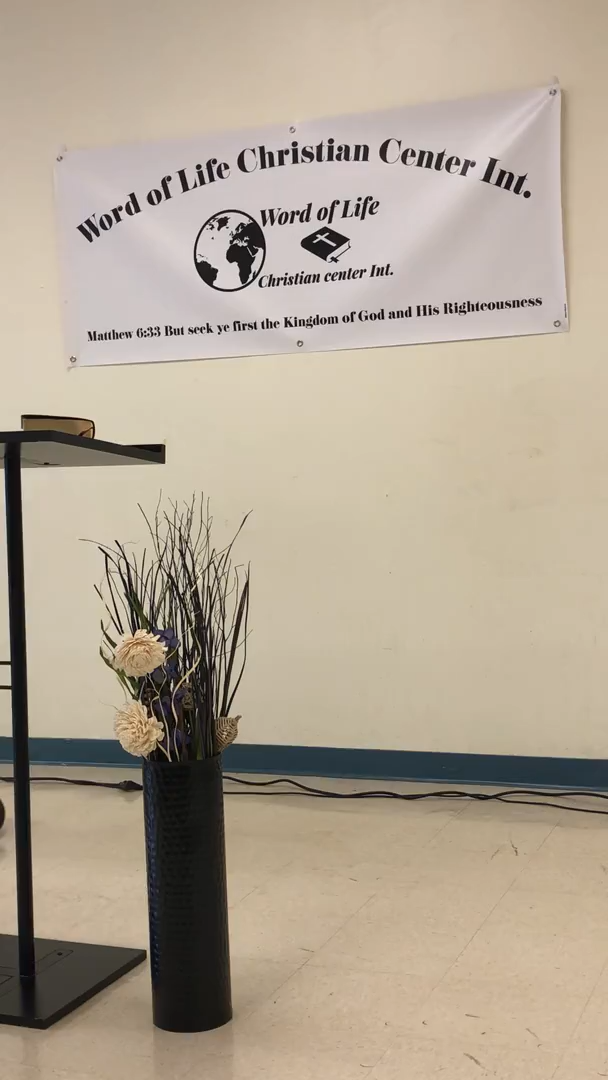 Word of Life Christian Center Int.
Word of Life
Christian center Int.
Matthew 6:33 But seek ye first the Kingdom of God and His Righteousness